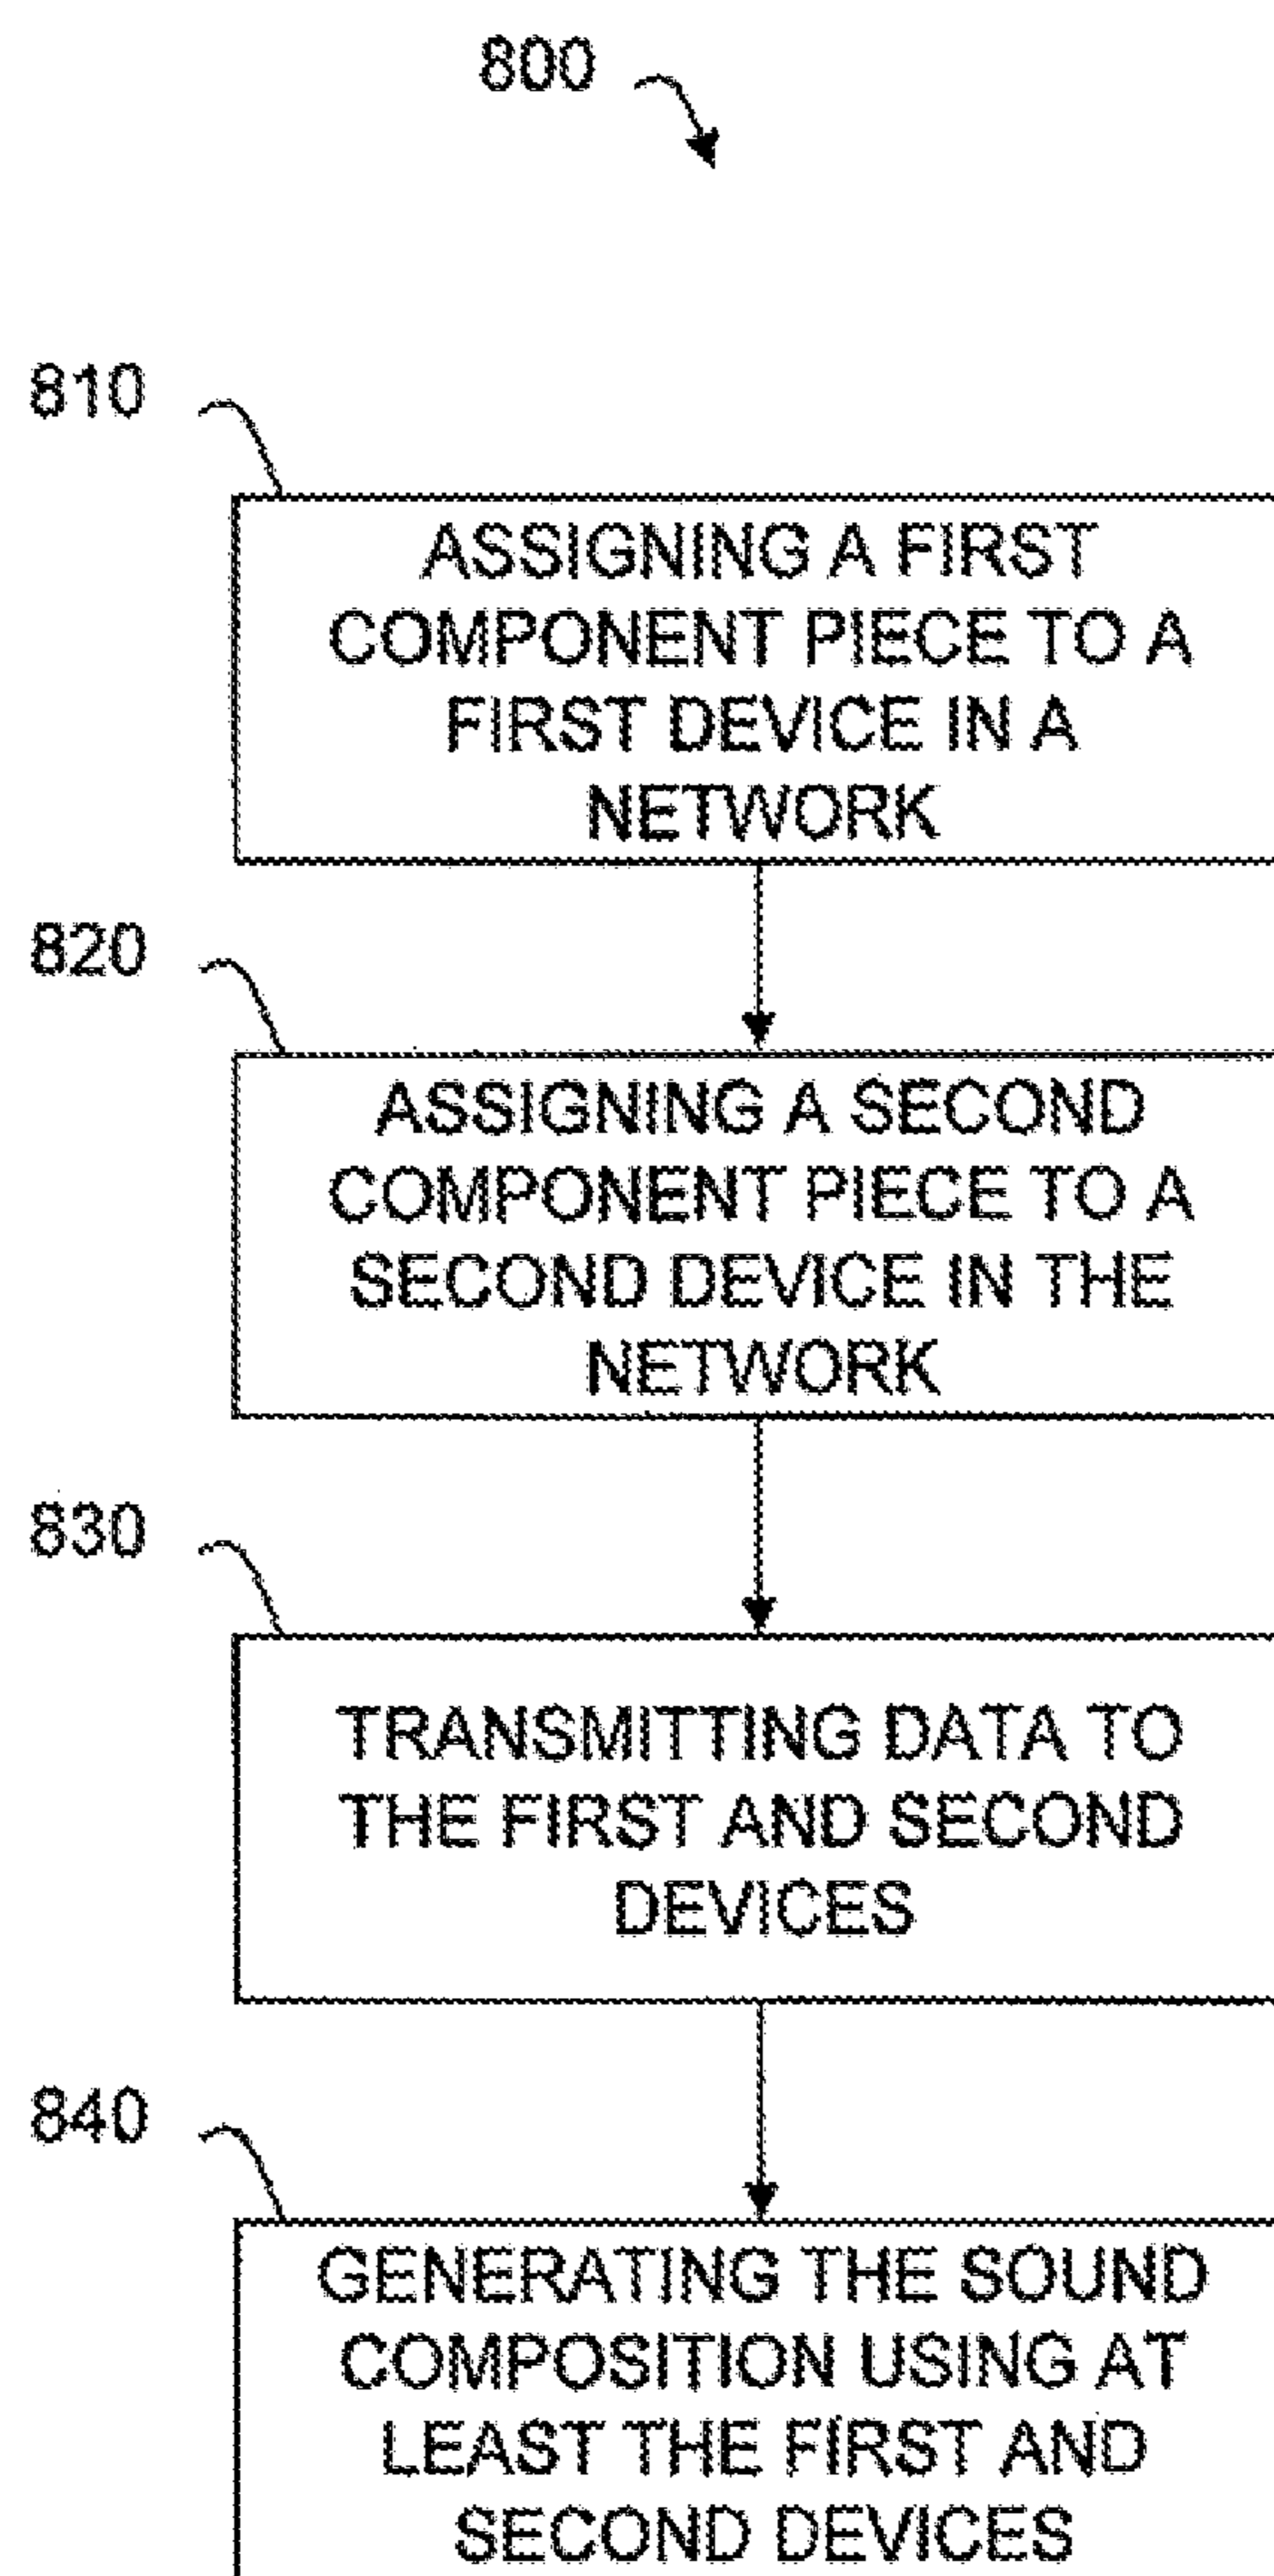 800
810
ASSIGNING A FIRST
COMPONENT PIECE TO A
FIRST DEVICE IN A
NETWORK
820
ASSIGNING A SECOND
COMPONENT PIECE TO A
SECOND DEVICE IN THE
NETWORK
830
TRANSMITTING DATA TO
THE FIRST AND SECOND
DEVICES
840
GENERATING THE SOUND
COMPOSITION USING AT
LEAST THE FIRST AND
SECOND DEVICES